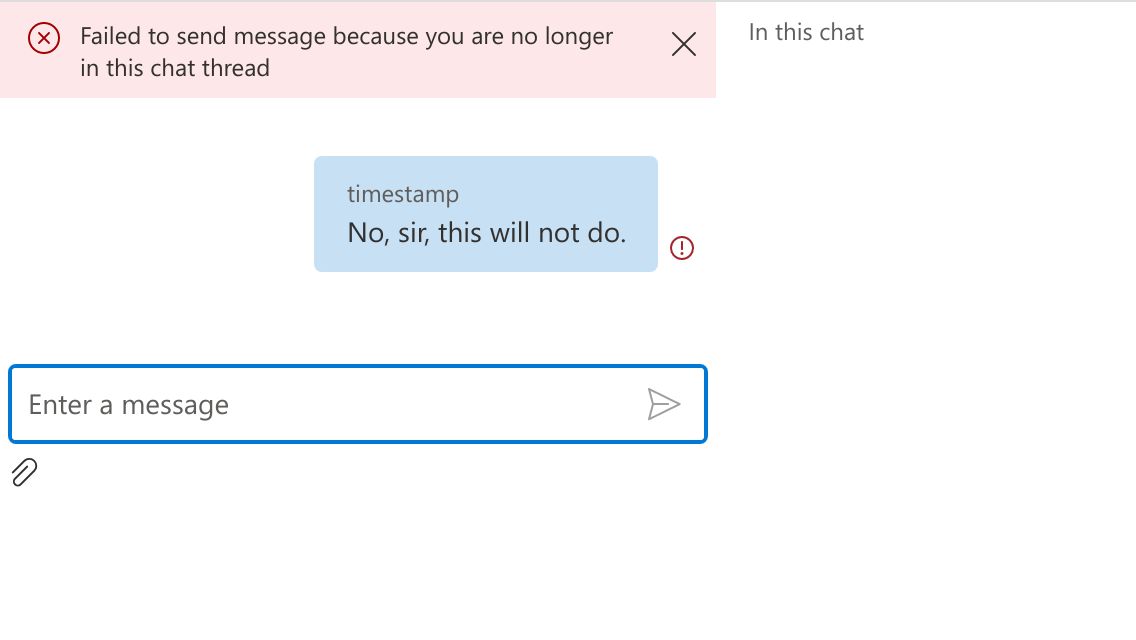 Failed to send message because you are no longer
in this chat thread
In this chat
timestamp
No, sir, this will not do.
Enter a message